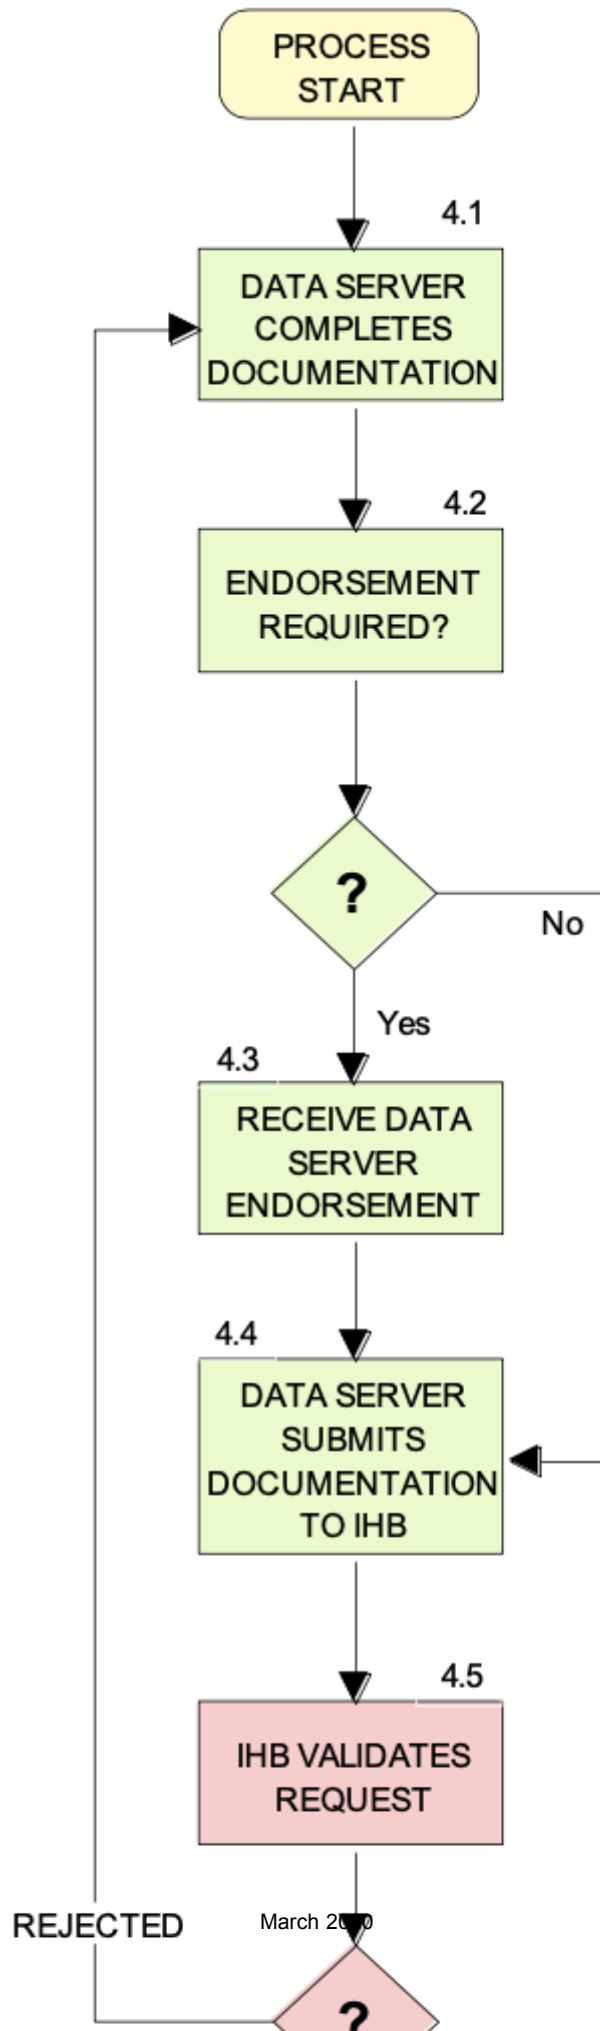 PROCESS
START
4.1
DATA SERVER
COMPLETES
DOCUMENTATION
4.2
ENDORSEMENT
REQUIRED?
?
No
Yes
4.3
RECEIVE DATA
SERVER
ENDORSEMENT
4.4
DATA SERVER
SUBMITS
DOCUMENTATION
TO IHB
4.5
IHB VALIDATES
REQUEST
REJECTED
March
?